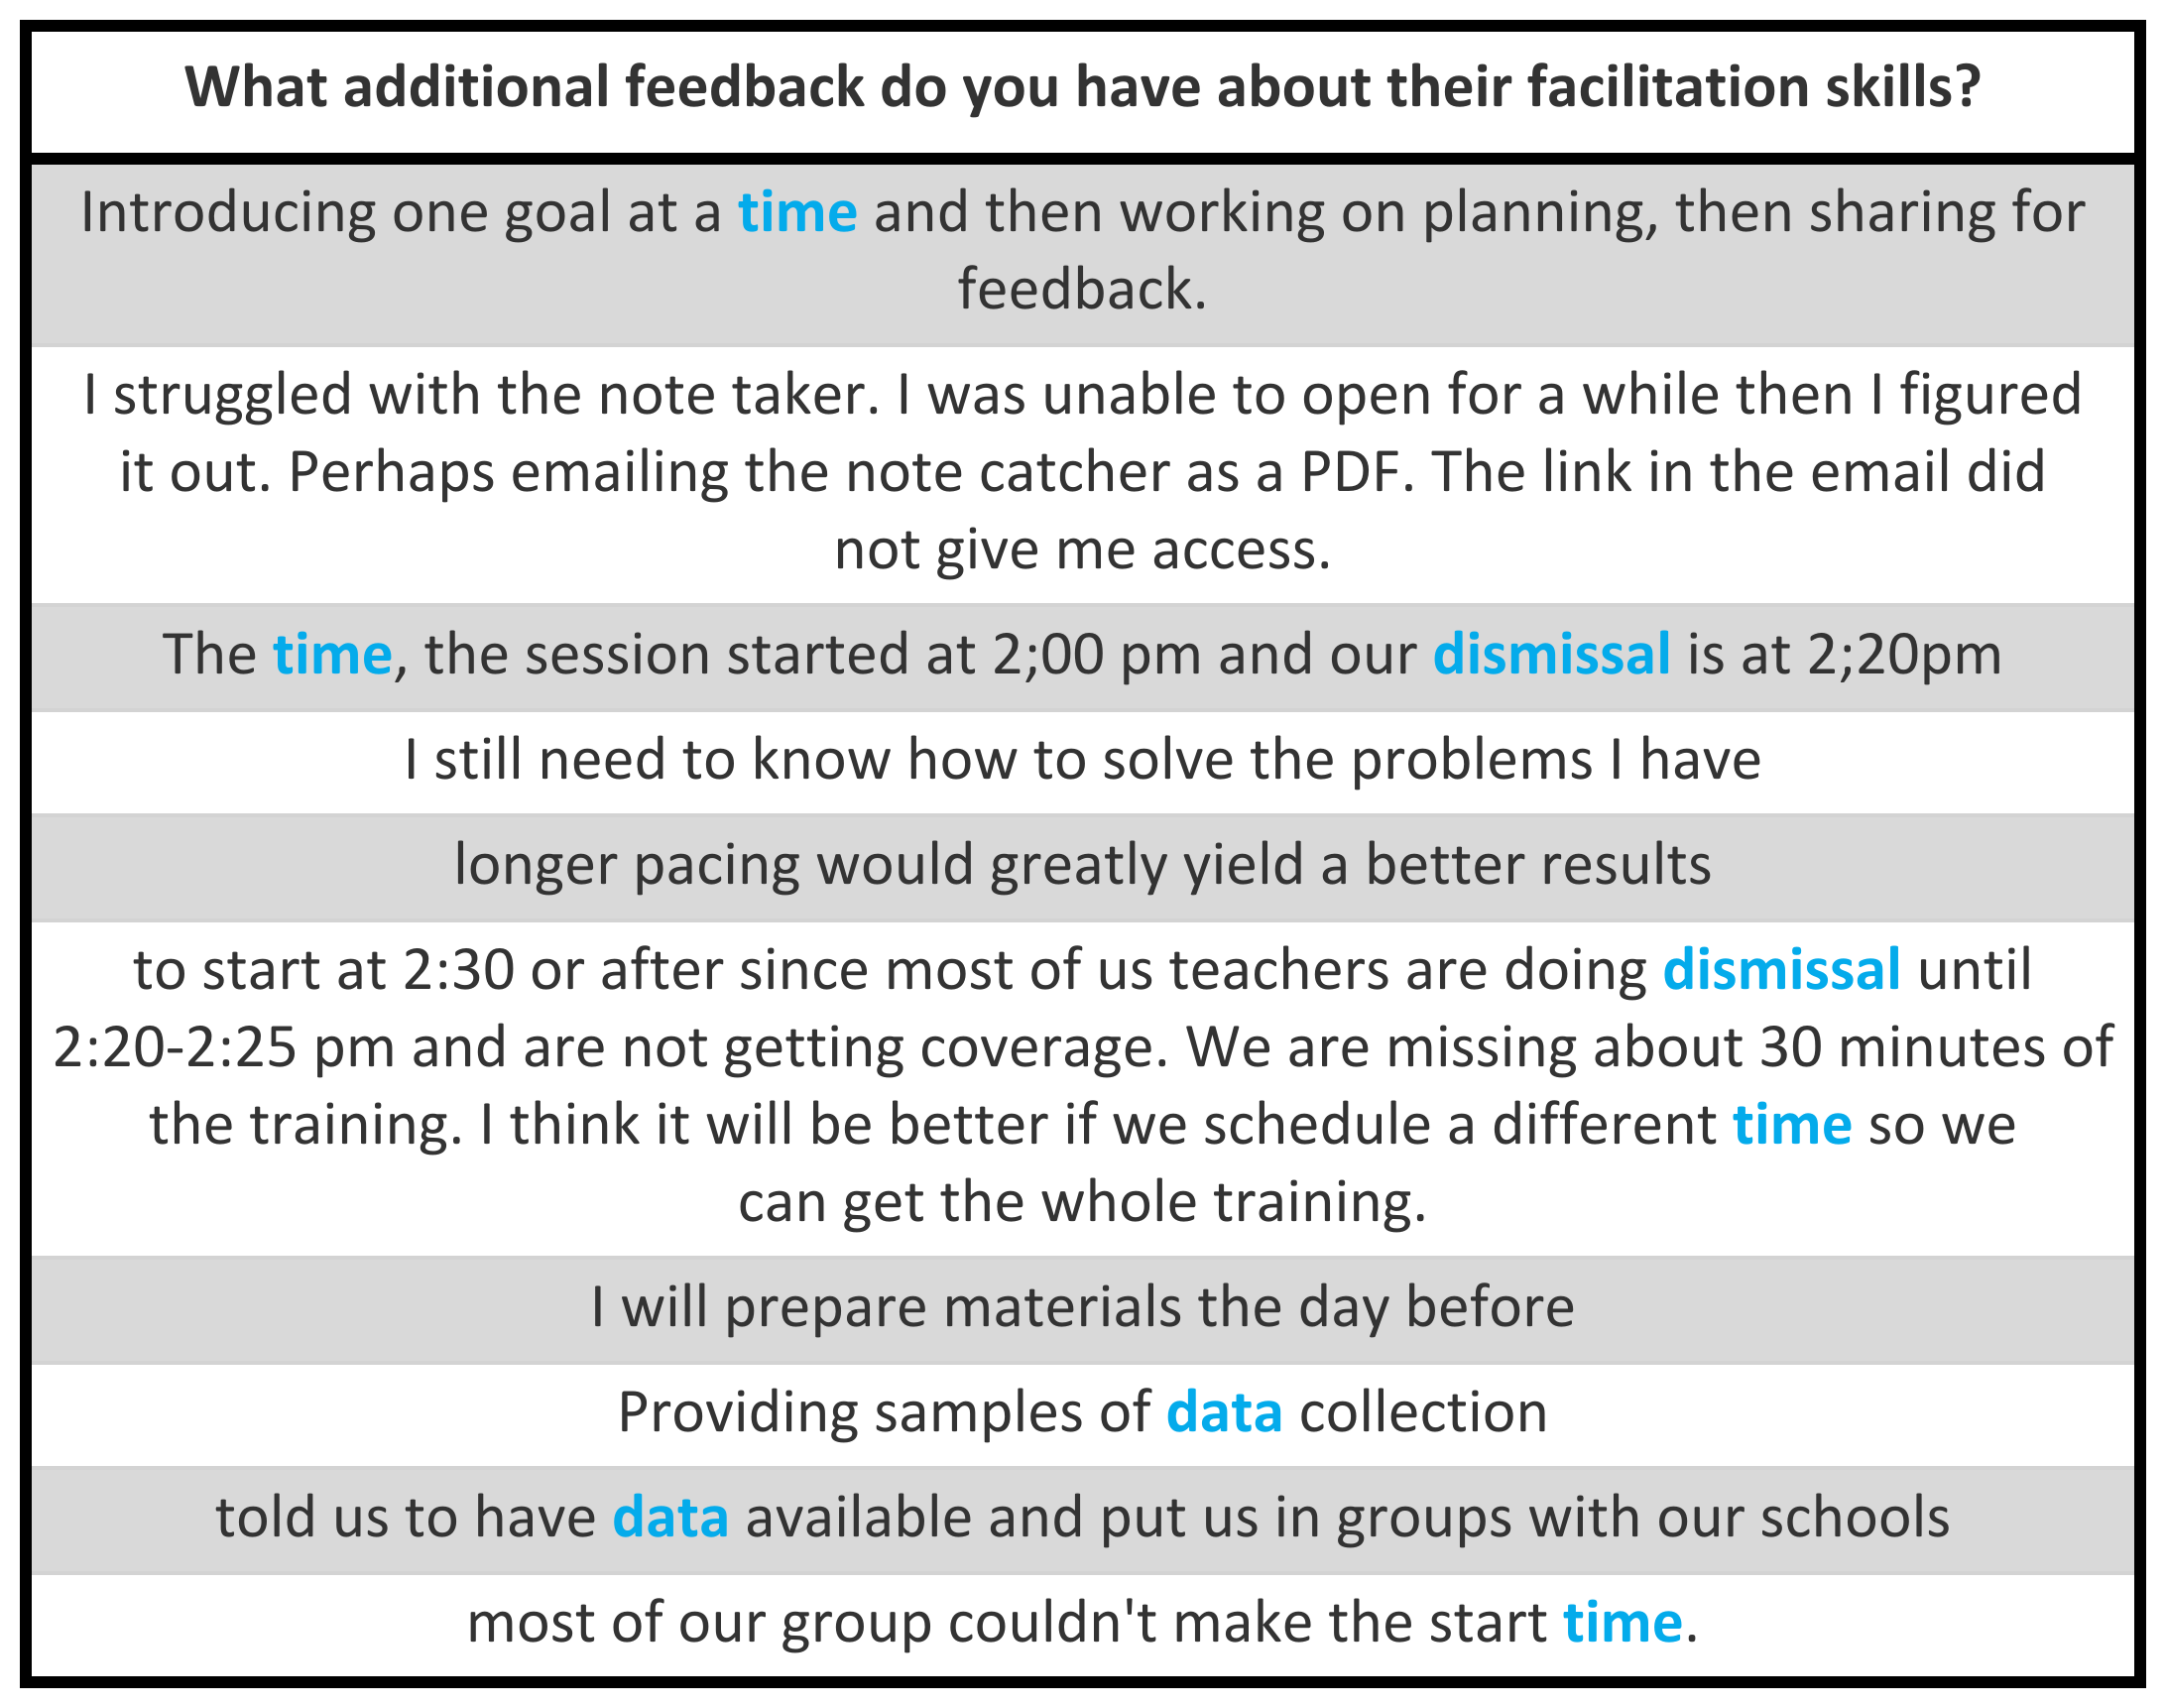 What additional feedback do you have about their facilitation skills?
Introducing one goal at a time and then working on planning, then sharing for
feedback.
I struggled with the note taker. I was unable to open for a while then I figured
it out. Perhaps emailing the note catcher as a PDF. The link in the email did
not give me access.
The time, the session started at 2;00 pm and our dismissal is at 2;20pm
I still need to know how to solve the problems I have
longer pacing would greatly yield a better results
to start at 2:30 or after since most of us teachers are doing dismissal until
2:20-2:25 pm and are not getting coverage. We are missing about 30 minutes of
the training. I think it will be better if we schedule a different time so we
can get the whole training.
I will prepare materials the day before
Providing samples of data collection
told us to have data available and put us in groups with our schools
most of our group couldn't make the start time.